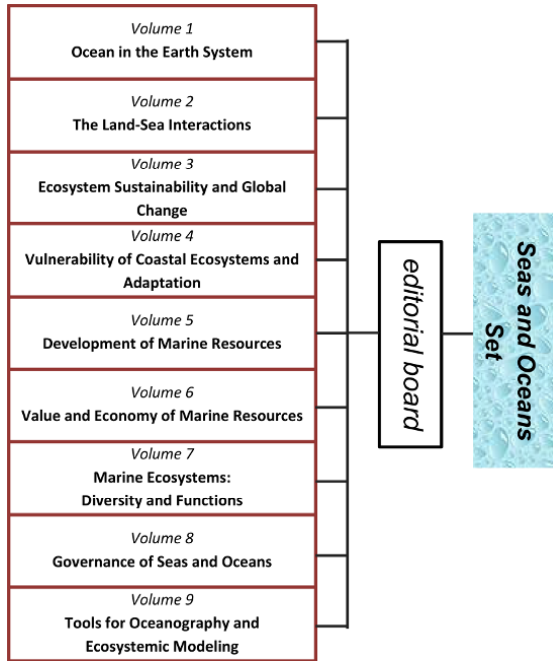 Volume 1
Ocean in the Earth System
Volume 2
The Land-Sea Interactions
Volume 3
Ecosystem Sustainability and Global
Change
Volume 4
Vulnerability of Coastal Ecosystems and
Adaptation
Volume 5
Development of Marine Resources
Volume 6
Value and Economy of Marine Resources
Volume 7
Marine Ecosystems:
Diversity and Functions
Volume 8
Governance of Seas and Oceans
Volume 9
Tools for Oceanography and
Ecosystemic Modeling
editorial board
Seas and Oceans
Set